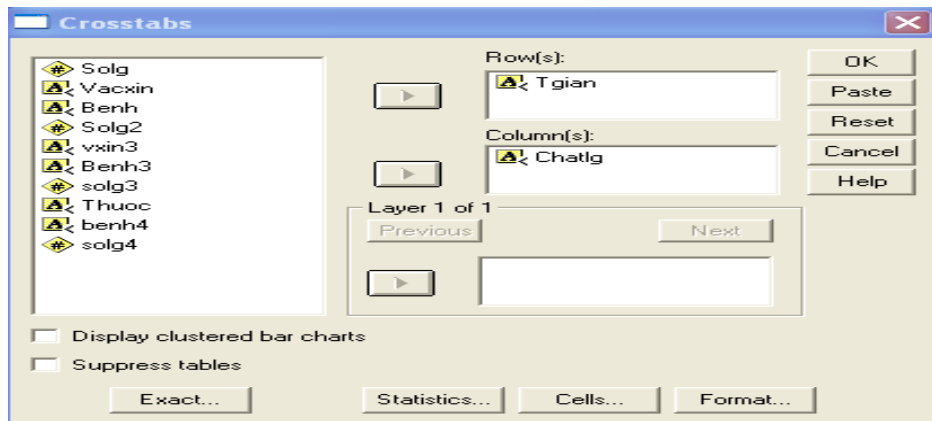 Crosstabs
Solg
Vacxin
Benh
Solg2
vxin3
Benh3
solg3
Thuoc
benh4
solg4
Row(s):
Tgian
Column(s):
Chatlg
Layer 1 of 1
Previous
Next
OK
Paste
Reset
Cancel
Help
Display clustered bar charts
Suppress tables
Exact...
Statistics...
Cells...
Format...